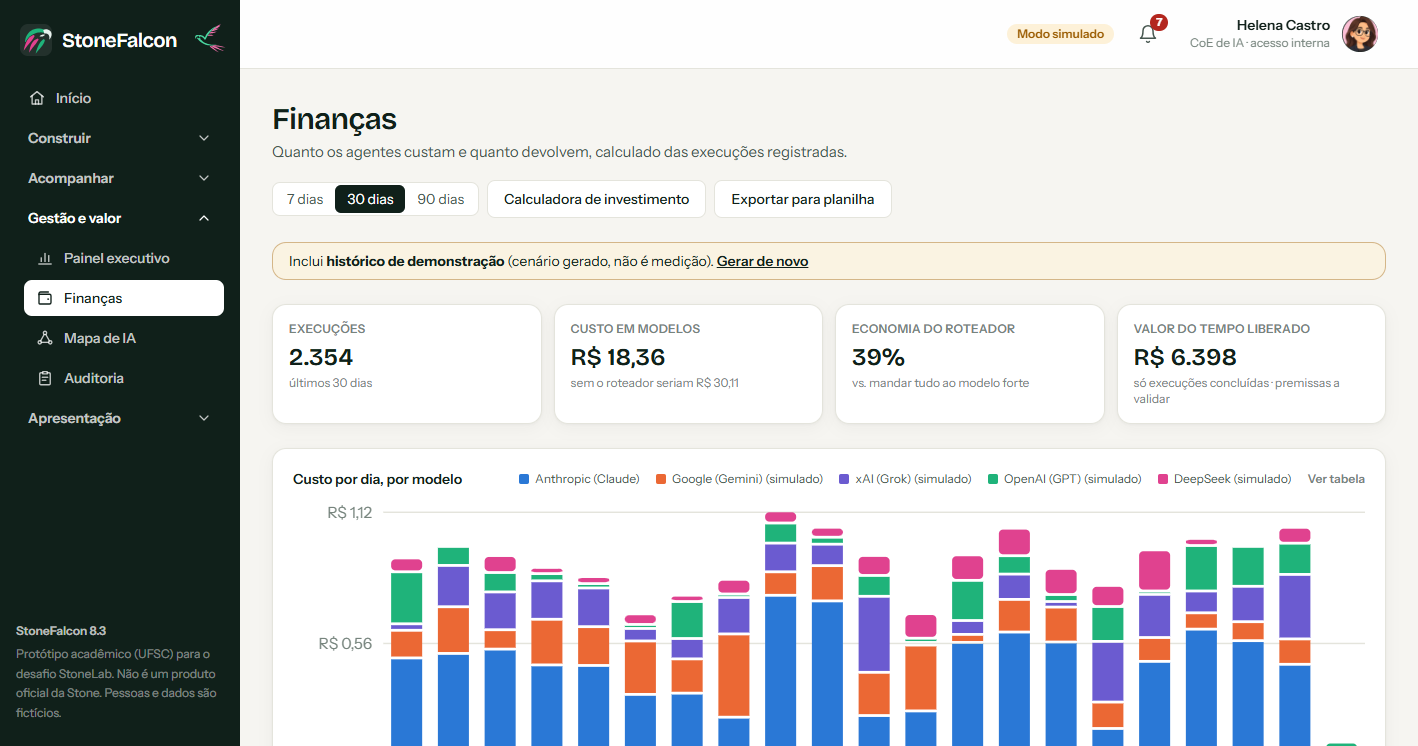 StoneFalcon
Início
Construir
Acompanhar
Gestão e valor
Painel executivo
Finanças
Mapa de IA
Auditoria
Apresentação
StoneFalcon 8.3
Protótipo acadêmico (UFSC) para o
desafio StoneLab. Não é um produto
oficial da Stone. Pessoas e dados são
fictícios.
Modo simulado
7
Helena Castro
CoE de IA · acesso interna
Finanças
Quanto os agentes custam e quanto devolvem, calculado das execuções registradas.
7 dias 30 dias 90 dias Calculadora de investimento Exportar para planilha
Inclui histórico de demonstração (cenário gerado, não é medição). Gerar de novo
EXECUÇÕES
2.354
últimos 30 dias
CUSTO EM MODELOS
R$ 18,36
sem o roteador seriam R$ 30,11
ECONOMIA DO ROTEADOR
39%
vs. mandar tudo ao modelo forte
VALOR DO TEMPO LIBERADO
R$ 6.398
só execuções concluídas · premissas a
validar
Custo por dia, por modelo
Anthropic (Claude) Google (Gemini) (simulado) xAI (Grok) (simulado) OpenAI (GPT) (simulado) DeepSeek (simulado) Ver tabela
R$ 1,12
R$ 0,56